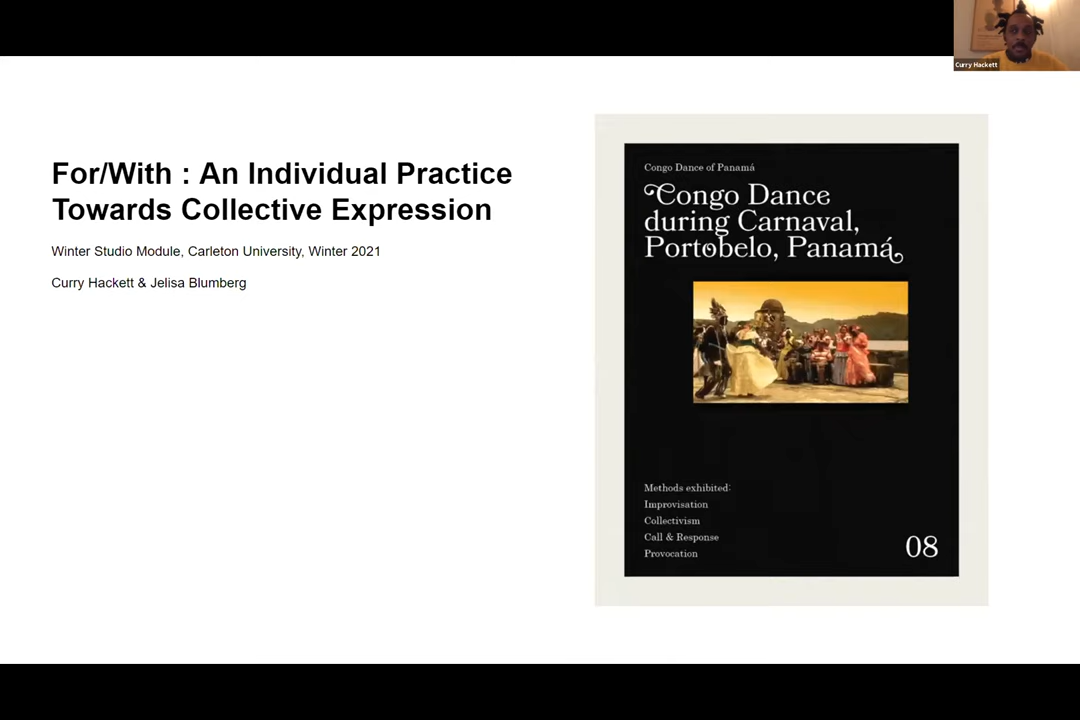 Curry Hackett
For/With : An Individual Practice
Towards Collective Expression
Winter Studio Module, Carleton University, Winter 2021
Curry Hackett & Jelisa Blumberg
Congo Dance of Panamá
Congo Dance
during Carnaval,
Portobelo, Panamá
Methods exhibited:
Improvisation
Collectivism
Call & Response
Provocation
08